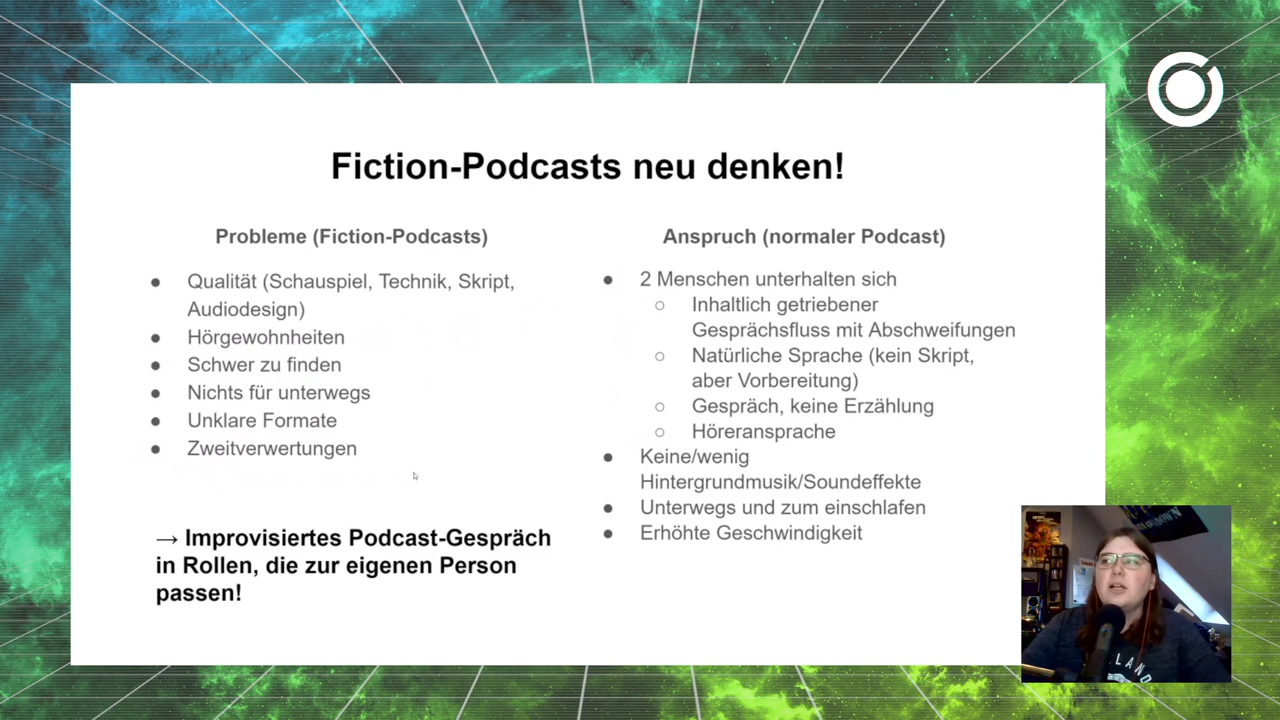 Fiction-Podcasts neu denken!
Probleme (Fiction-Podcasts)
● Qualität (Schauspiel, Technik, Skript,
Audiodesign)
● Hörgewohnheiten
● Schwer zu finden
● Nichts für unterwegs
● Unklare Formate
● Zweitverwertungen
→ Improvisiertes Podcast-Gespräch
in Rollen, die zur eigenen Person
passen!
Anspruch (normaler Podcast)
● 2 Menschen unterhalten sich
○ Inhaltlich getriebener
Gesprächsfluss mit Abschweifungen
○ Natürliche Sprache (kein Skript,
aber Vorbereitung)
○ Gespräch, keine Erzählung
○ Höreransprache
● Keine/wenig
Hintergrundmusik/Soundeffekte
● Unterwegs und zum einschlafen
● Erhöhte Geschwindigkeit